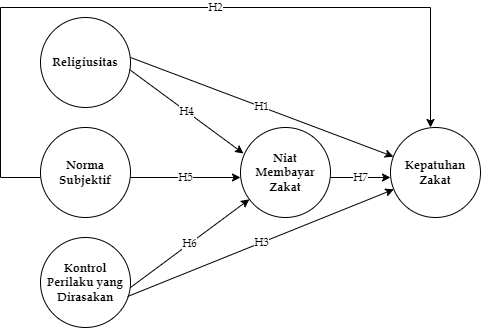 H2
Religiusitas
H1
H4
Norma
Subjektif
H5
Niat
Membayar
Zakat
H7
Kepatuhan
Zakat
H6
H3
Kontrol
Perilaku yang
Dirasakan